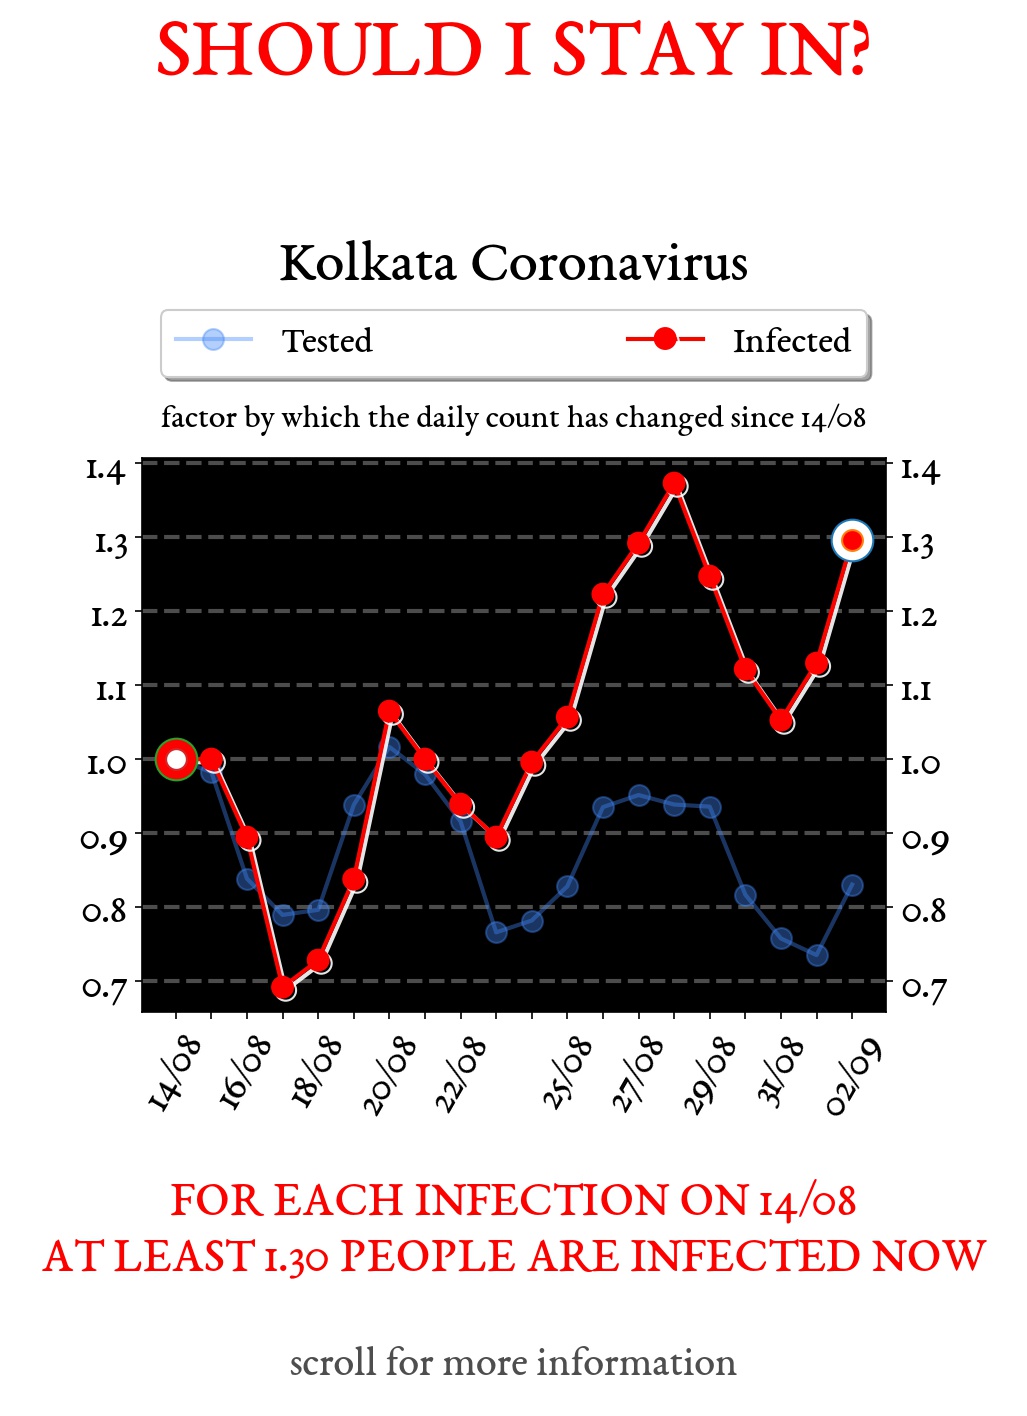 SHOULD I STAY IN?
Kolkata Coronavirus
Tested Infected
factor by which the daily count has changed since 14/08
1.4 1.4
1.3 1.3
1.2 1.2
1.1 1.1
1.0 1.0
0.9 0.9
0.8 0.8
0.7 0.7
14/08 16/08 18/08 20/08 22/08 25/08 27/08 29/08 31/08 02/09
FOR EACH INFECTION ON 14/08
AT LEAST 1.30 PEOPLE ARE INFECTED NOW
scroll for more information